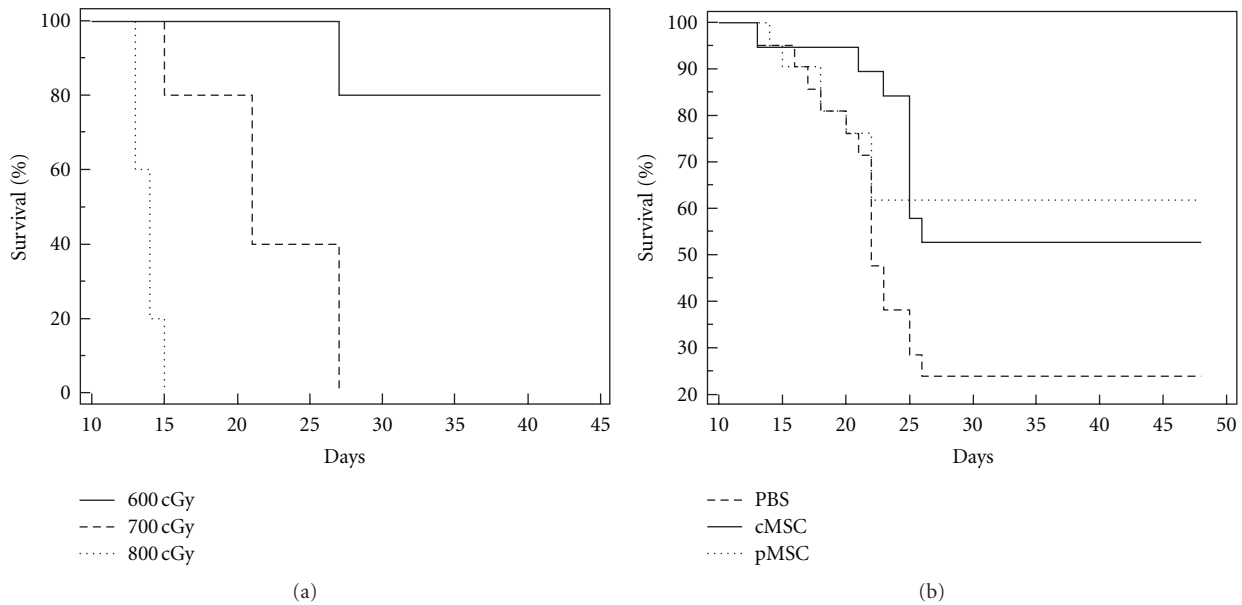 100
80
60
40
20
0
Survival (%)
10 15 21 20 25 30 35 40 45
Days
600 cGy
700 cGy
800 cGy
(a)
100
90
80
70
60
50
40
30
20
Survival (%)
10 15 20 25 30 35 40 45 50
Days
PBS
cMSC
pMSC
(b)